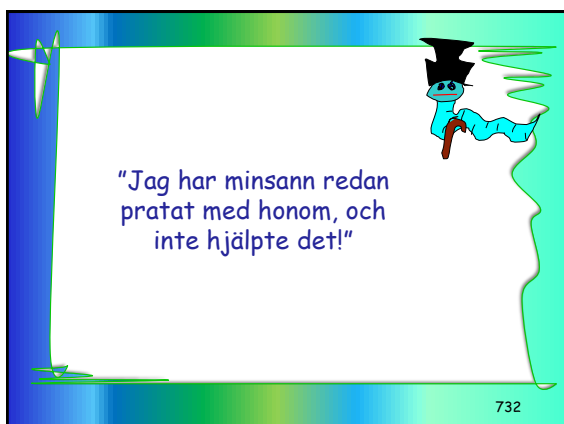 ”Jag har minsann redan
pratat med honom, och
inte hjälpte det!”
732